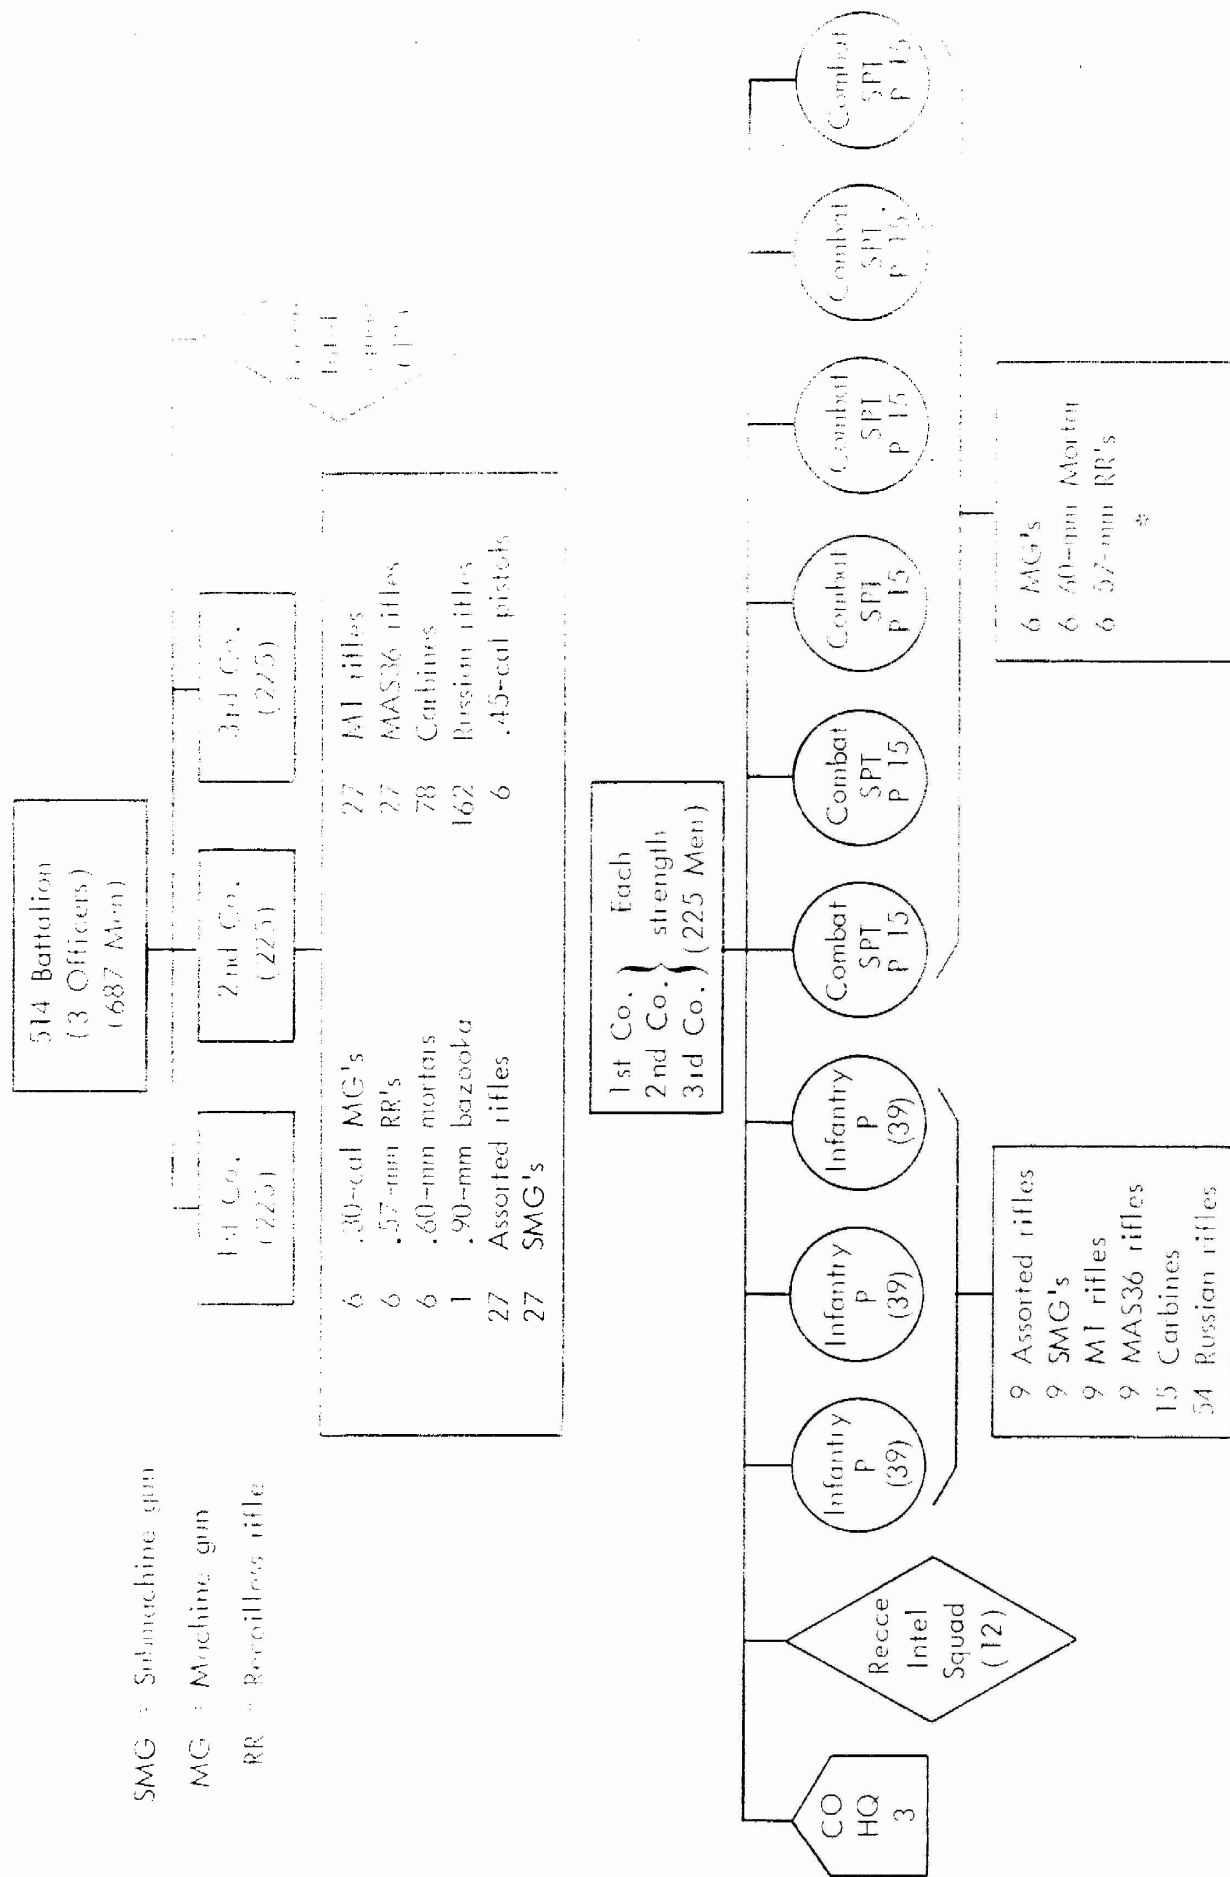 514 Battalion
(3 Officers)
(687 Men)
SMG = Submachine gun
MG = Machine gun
RR = Recoilless rifle
1st Co.
(225)
2nd Co.
(225)
3rd Co.
(225)
Intel
6 .30-cal MG's
6 .57-mm RR's
6 .60-mm mortars
1 .90-mm bazooka
27 Assorted rifles
27 SMG's
27 M1 rifles
27 MAS36 rifles
78 Carbines
162 Russian rifles
6 .45-cal pistols
1st Co.
2nd Co.
3rd Co.
Each
strength
(225 Men)
CO
HQ
3
Recce
Intel
Squad
(12)
Infantry
P
(39)
Infantry
P
(39)
Infantry
P
(39)
Combat
SPT
P 15
Combat
SPT
P 15
Combat
SPT
P 15
Combat
SPT
P 15
Combat
SPT
P 15
Combat
SPT
P 15
9 Assorted rifles
9 SMG's
9 M1 rifles
9 MAS36 rifles
15 Carbines
54 Russian rifles
6 MG's
6 60-mm Mortar
6 57-mm RR's
*